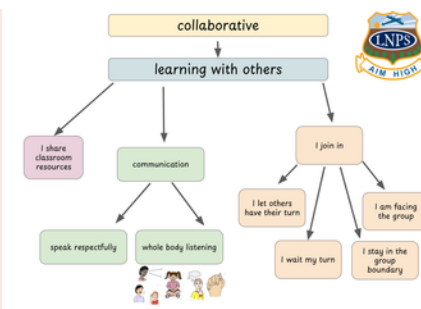 collaborative
LNPS
AIM HIGH
learning with others
I share
classroom
resources
communication
I join in
I let others
have their turn
I am facing
the group
speak respectfully
whole body listening
I wait my turn
I stay in the
group
boundary